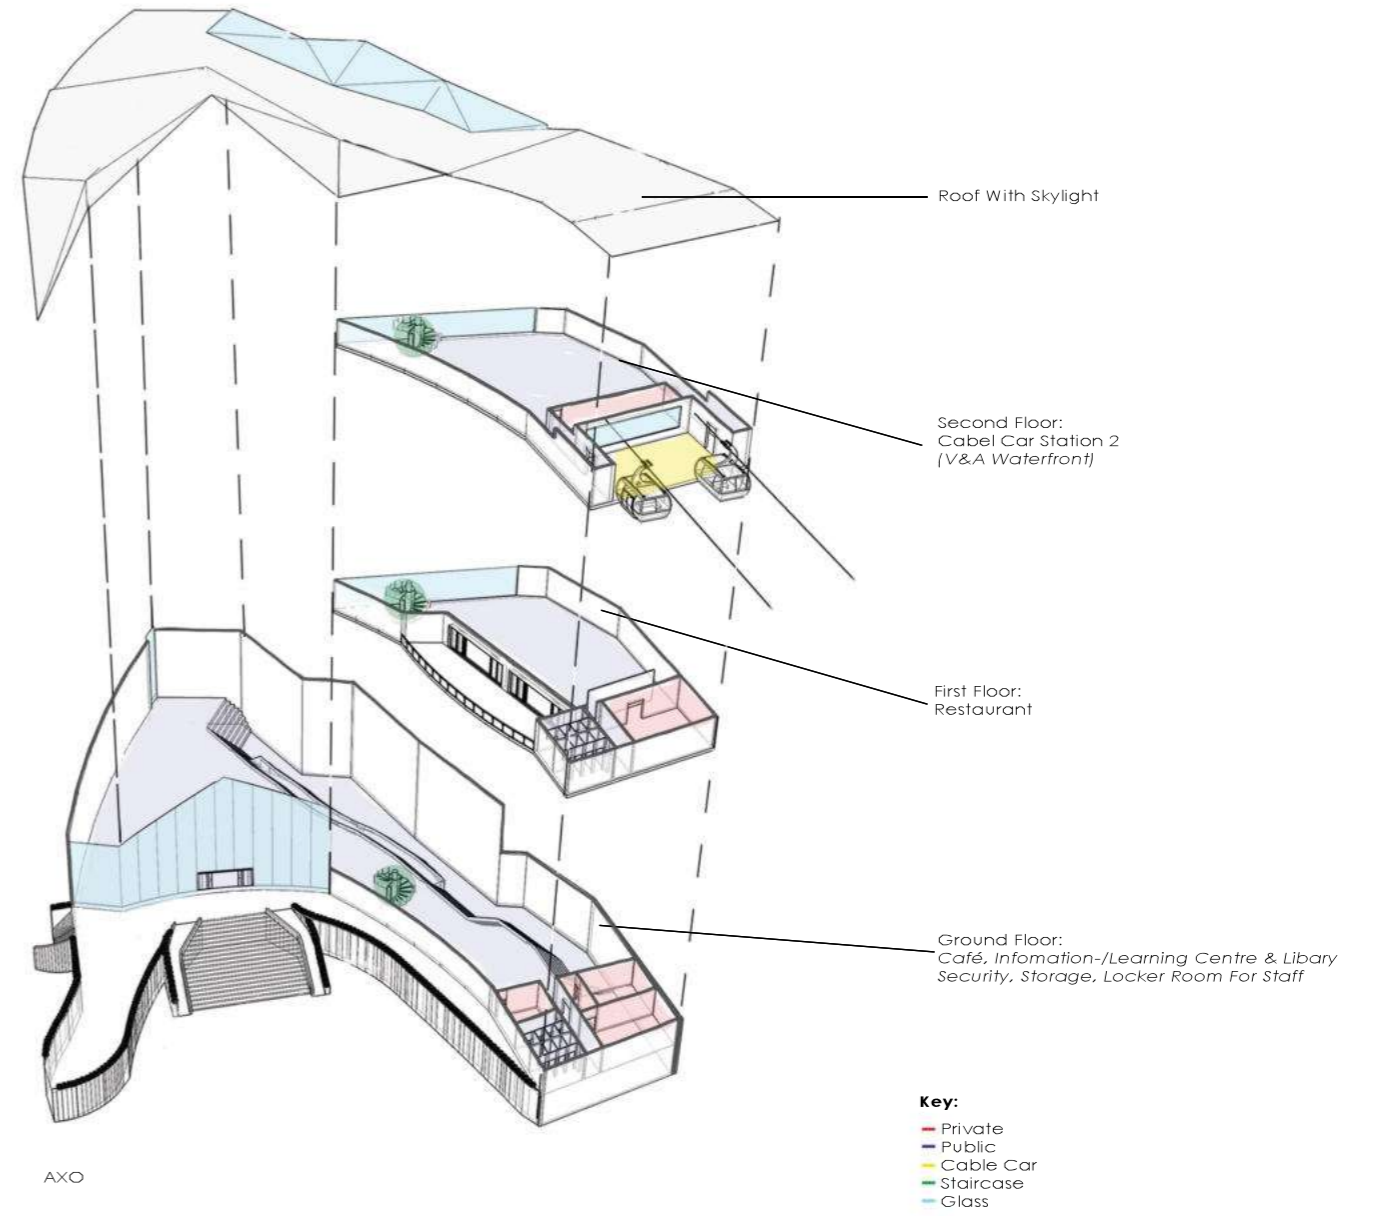 Roof With Skylight
Second Floor:
Cabel Car Station 2
(V&A Waterfront)
First Floor:
Restaurant
Ground Floor:
Café, Infomation-/Learning Centre & Libary
Security, Storage, Locker Room For Staff
Key:
Private
Public
Cable Car
Staircase
Glass
AXO